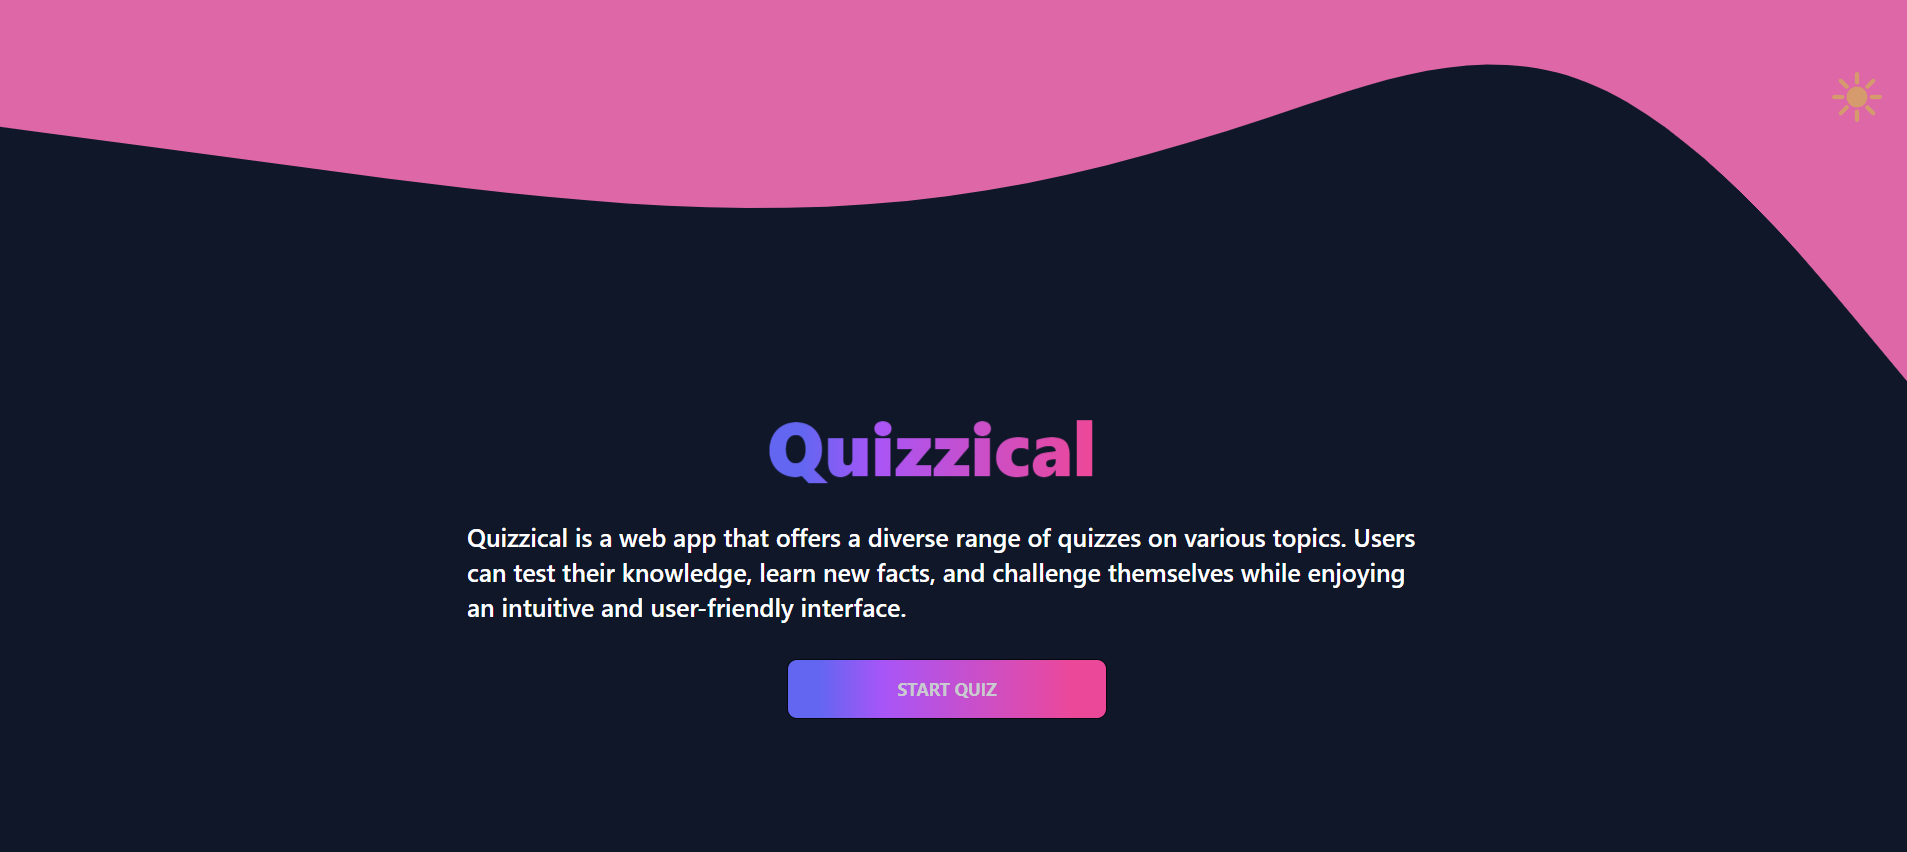 Quizzical
Quizzical is a web app that offers a diverse range of quizzes on various topics. Users
can test their knowledge, learn new facts, and challenge themselves while enjoying
an intuitive and user-friendly interface.
START QUIZ